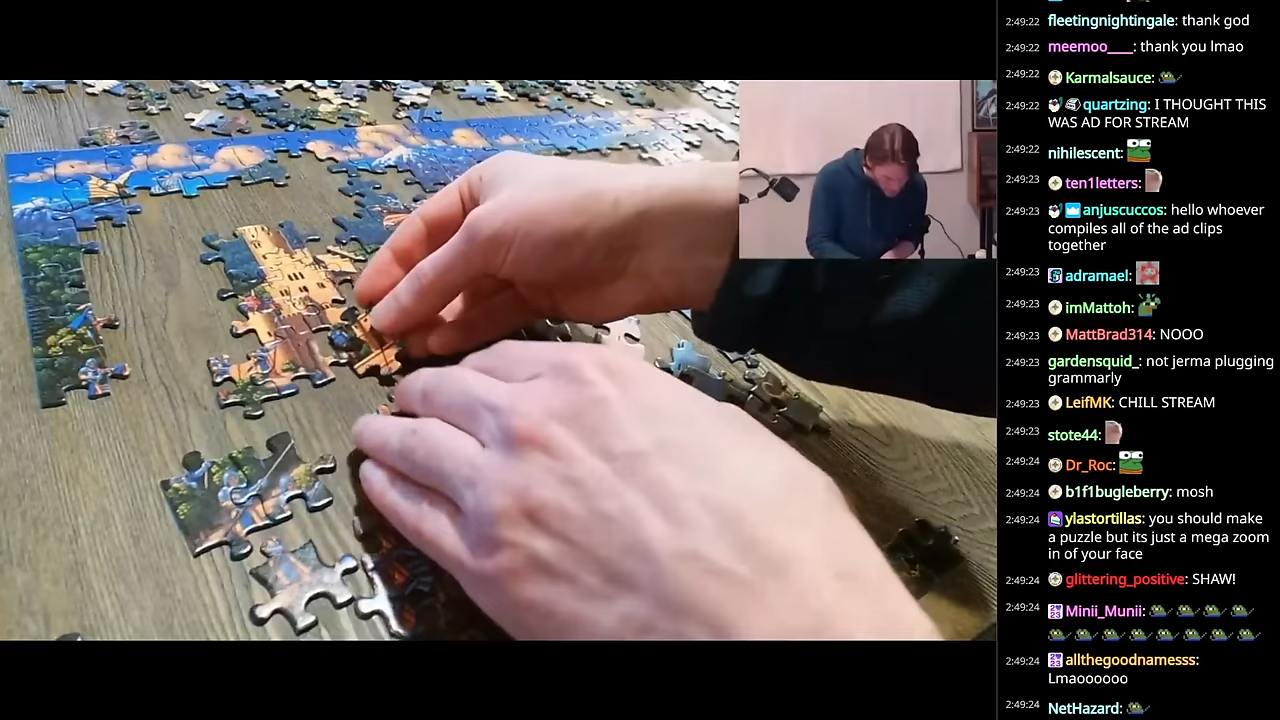 2:49:22 fleetingnightingale: thank god
2:49:22 meemoo____: thank you lmao
2:49:22 Karmalsauce:
2:49:22 quartzing: I THOUGHT THIS
WAS AD FOR STREAM
2:49:22 nihilescent:
2:49:23 ten1letters:
2:49:23 anjuscuccos: hello whoever
compiles all of the ad clips
together
2:49:23 adramael:
2:49:23 imMattoh:
2:49:23 MattBrad314: NOOO
2:49:23 gardensquid_: not jerma plugging
grammarly
2:49:23 LeifMK: CHILL STREAM
2:49:23 stote44:
2:49:24 Dr_Roc:
2:49:24 b1f1bugleberry: mosh
2:49:24 ylastortillas: you should make
a puzzle but its just a mega zoom
in of your face
2:49:24 glittering_positive: SHAW!
2:49:24 Minii_Munii:
2:49:24 allthegoodnamesss:
Lmaoooooo
2:49:24 NetHazard: